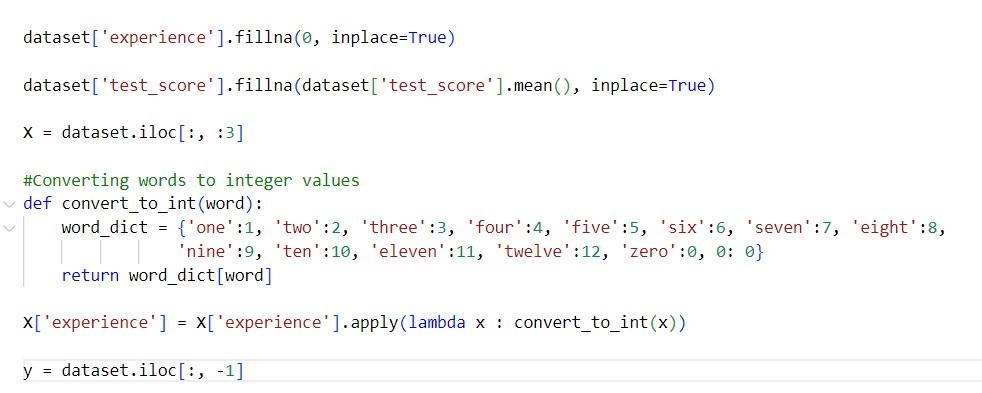 dataset['experience'].fillna(0, inplace=True)
dataset['test_score'].fillna(dataset['test_score'].mean(), inplace=True)
X = dataset.iloc[:, :3]
#Converting words to integer values
def convert_to_int(word):
    word_dict = {'one':1, 'two':2, 'three':3, 'four':4, 'five':5, 'six':6, 'seven':7, 'eight':8,
                'nine':9, 'ten':10, 'eleven':11, 'twelve':12, 'zero':0, 0: 0}
    return word_dict[word]
X['experience'] = X['experience'].apply(lambda x : convert_to_int(x))
y = dataset.iloc[:, -1]